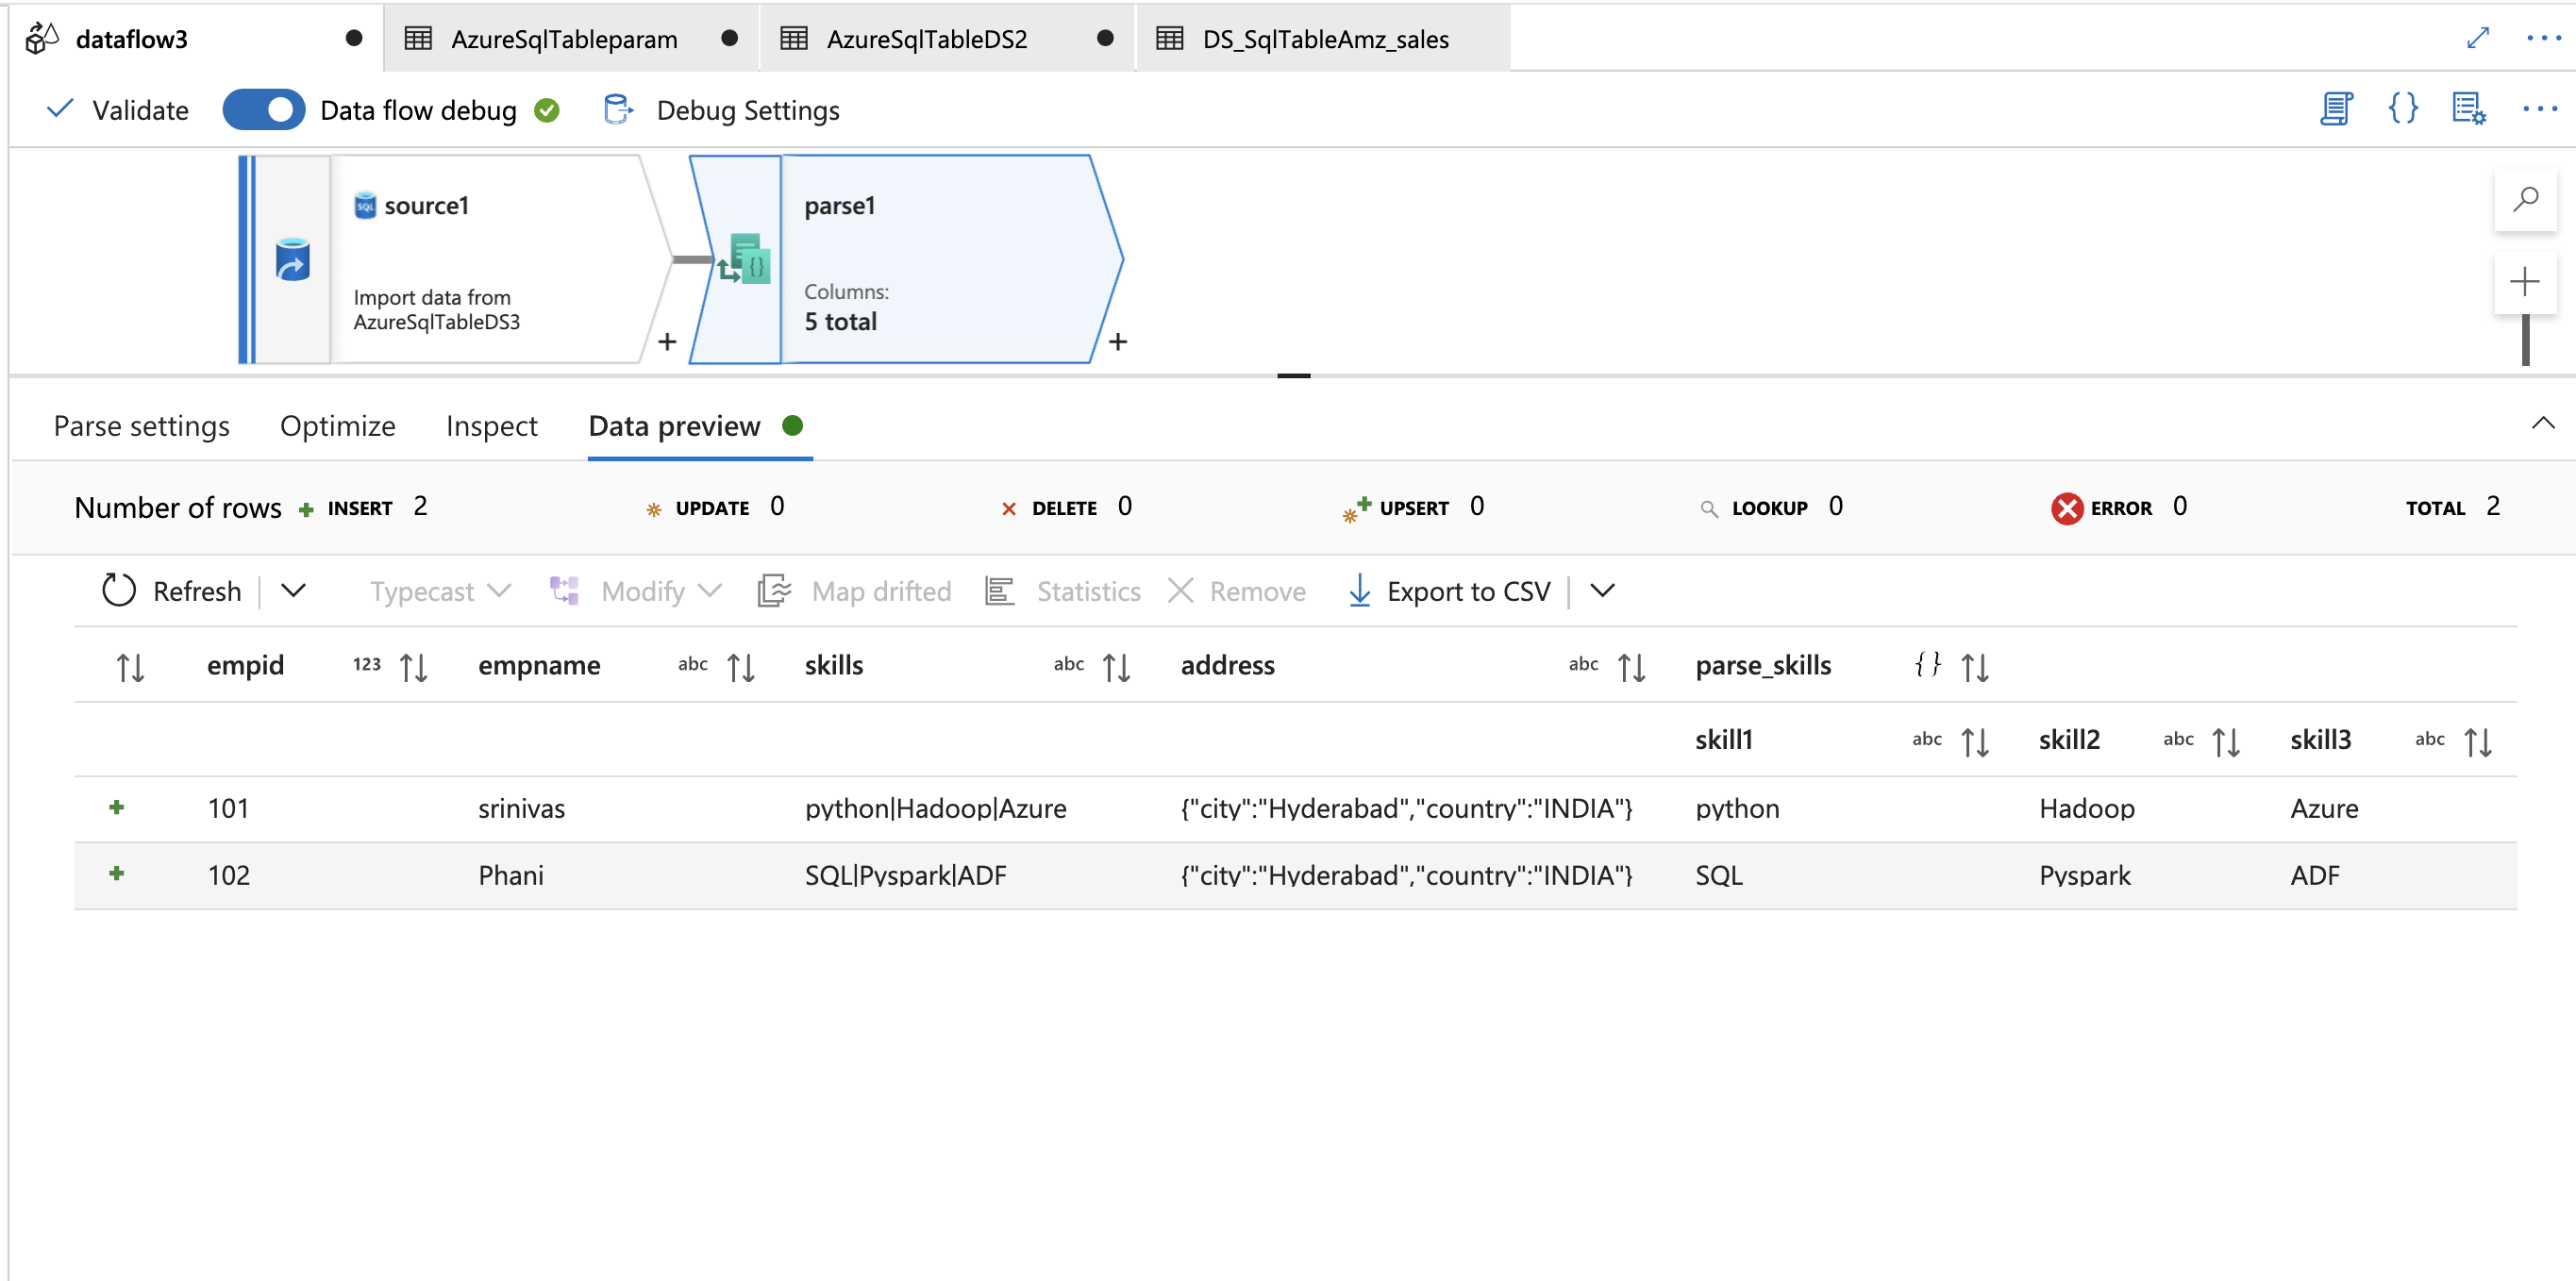 dataflow3 AzureSqlTableparam AzureSqlTableDS2 DS_SqlTableAmz_sales
Validate Data flow debug Debug Settings
SQL source1 parse1
Import data from AzureSqlTableDS3
Columns:
5 total
Parse settings Optimize Inspect Data preview
Number of rows INSERT 2 UPDATE 0 DELETE 0 UPSERT 0 LOOKUP 0 ERROR 0 TOTAL 2
Refresh Typecast Modify Map drifted Statistics Remove Export to CSV
empid 123 empname abc skills abc address abc parse_skills {}
skill1 abc skill2 abc skill3 abc
101 srinivas python|Hadoop|Azure {"city":"Hyderabad","country":"INDIA"} python Hadoop Azure
102 Phani SQL|Pyspark|ADF {"city":"Hyderabad","country":"INDIA"} SQL Pyspark ADF